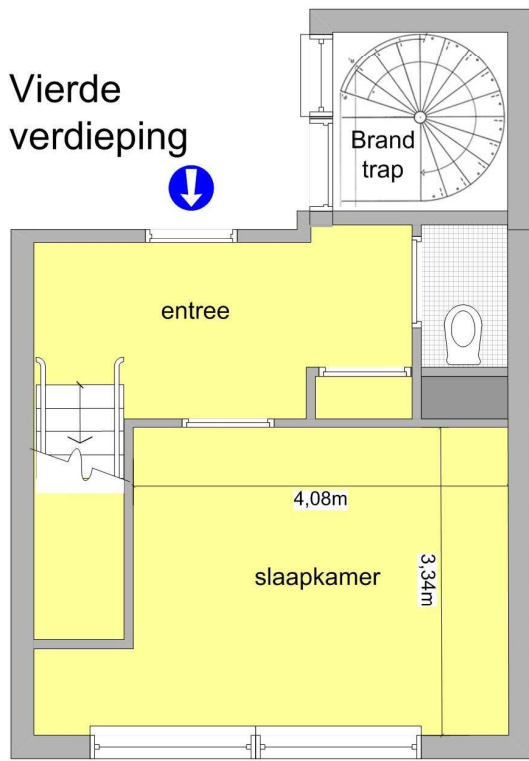 Vierde
verdieping
Brand
trap
entree
4,08m
slaapkamer
3,34m